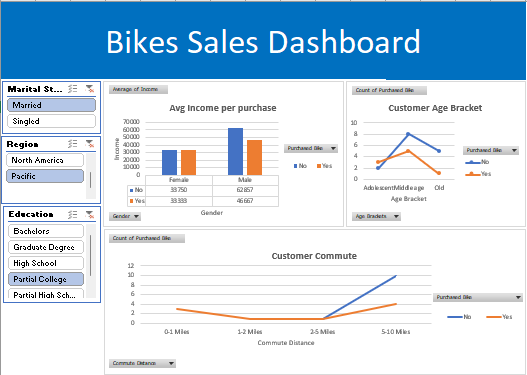 Bikes Sales Dashboard
Marital St...
Married
Singled
Region
North America
Pacific
Education
Bachelors
Graduate Degree
High School
Partial College
Partial High Sch...
Average of Income
Avg Income per purchase
70000
60000
50000
40000
30000
20000
10000
0
Income
Female Male
No 33750 62857
Yes 33333 46667
Gender
Purchased Bike
No Yes
Gender
Count of Purchased Bike
Customer Age Bracket
10
8
6
4
2
0
Adolescent Middleage Old
Age Bracket
Purchased Bike
No
Yes
Age Brackets
Count of Purchased Bike
Customer Commute
12
10
8
6
4
2
0
0-1 Miles 1-2 Miles 2-5 Miles 5-10 Miles
Commute Distance
Purchased Bike
No Yes
Commute Distance